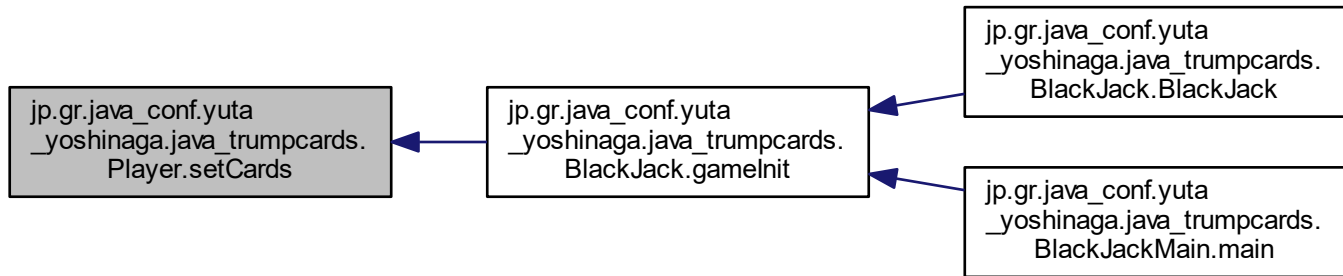 jp.gr.java_conf.yuta
_yoshinaga.java_trumpcards.
Player.setCards
jp.gr.java_conf.yuta
_yoshinaga.java_trumpcards.
BlackJack.gameInit
jp.gr.java_conf.yuta
_yoshinaga.java_trumpcards.
BlackJack.BlackJack
jp.gr.java_conf.yuta
_yoshinaga.java_trumpcards.
BlackJackMain.main